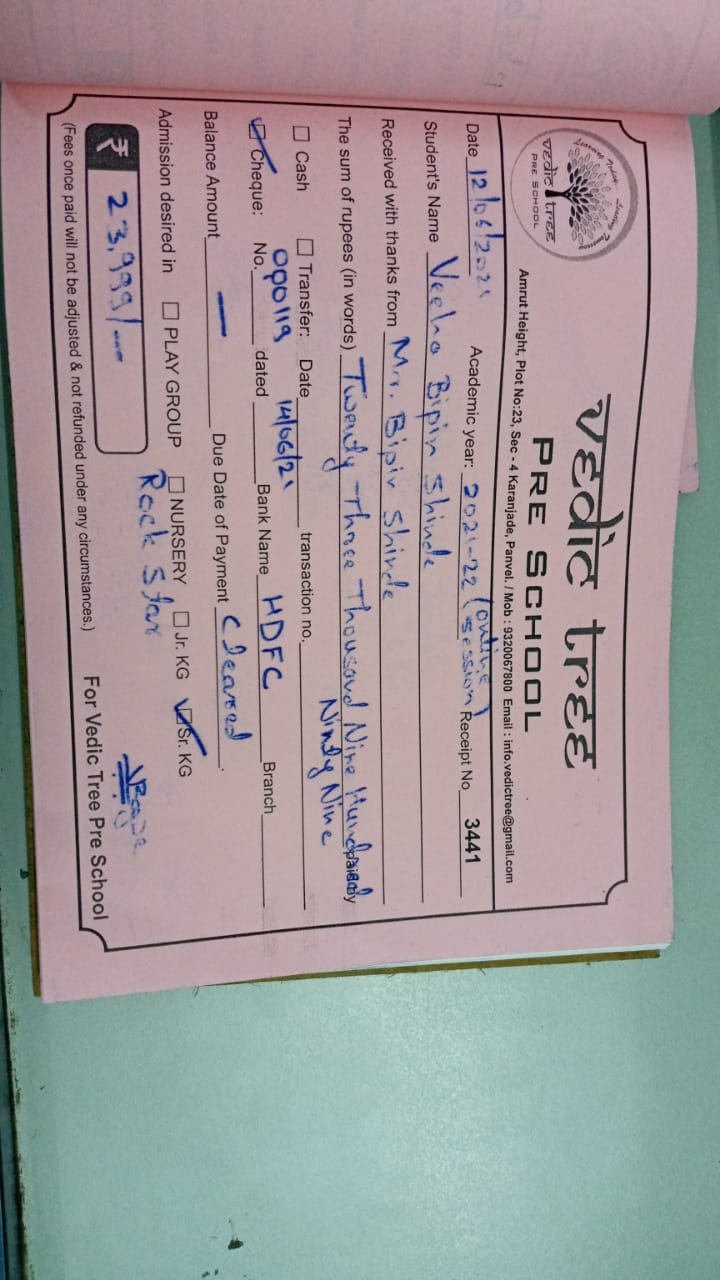 vedic tree
PRE SCHOOL
vedic tree
PRE SCHOOL
Amrut Height, Plot No:23, Sec - 4 Karanjade, Panvel. / Mob : 9320067800 Email : info.vedictree@gmail.com
Date 12/06/2021 Academic year: 2021-22 (online session) Receipt No 3441
Student's Name Veeha Bipin Shinde
Received with thanks from Mr. Bipin Shinde
The sum of rupees (in words) Twenty-Three Thousand Nine Hundred
Ninty Nine only
Cash Transfer: Date transaction no.
Cheque: No. 000119 dated 14/06/21 Bank Name HDFC Branch
Balance Amount — Due Date of Payment Cleared.
Admission desired in PLAY GROUP NURSERY Jr. KG Sr. KG
Rock Star
₹ 23,999/--
For Vedic Tree Pre School
(Fees once paid will not be adjusted & not refunded under any circumstances.)